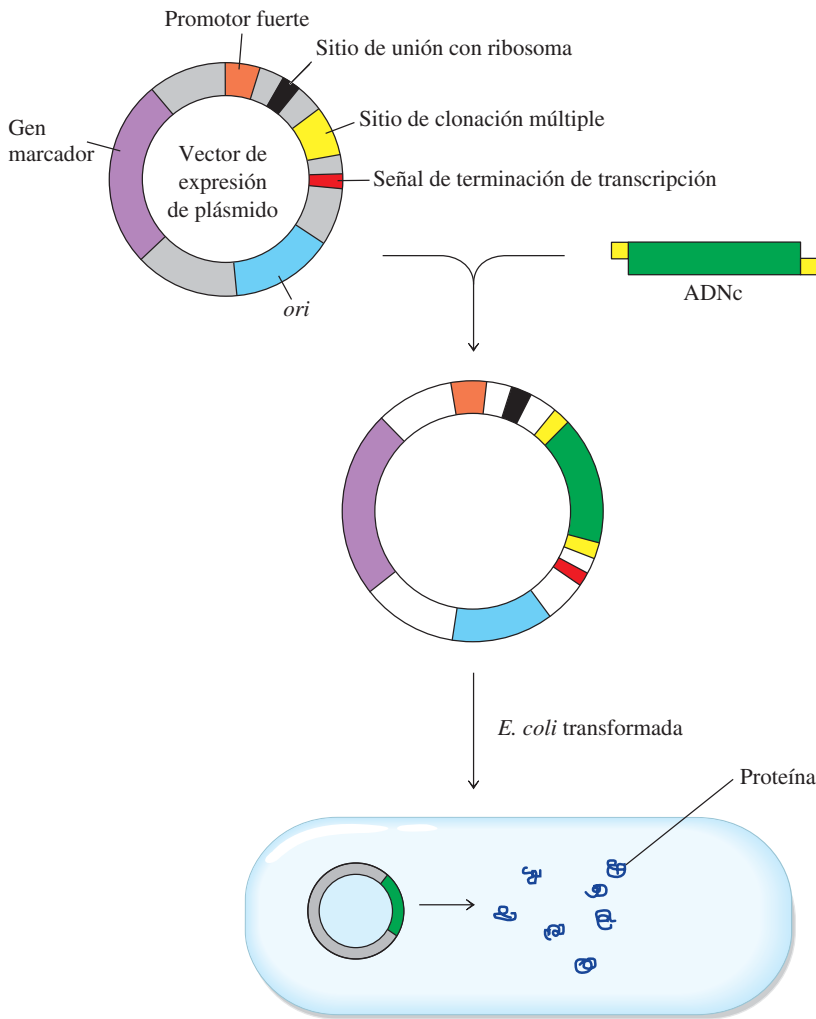 Promotor fuerte
Sitio de unión con ribosoma
Sitio de clonación múltiple
Gen
marcador
Vector de
expresión
de plásmido
Señal de terminación de transcripción
ori
ADNc
E. coli transformada
Proteína